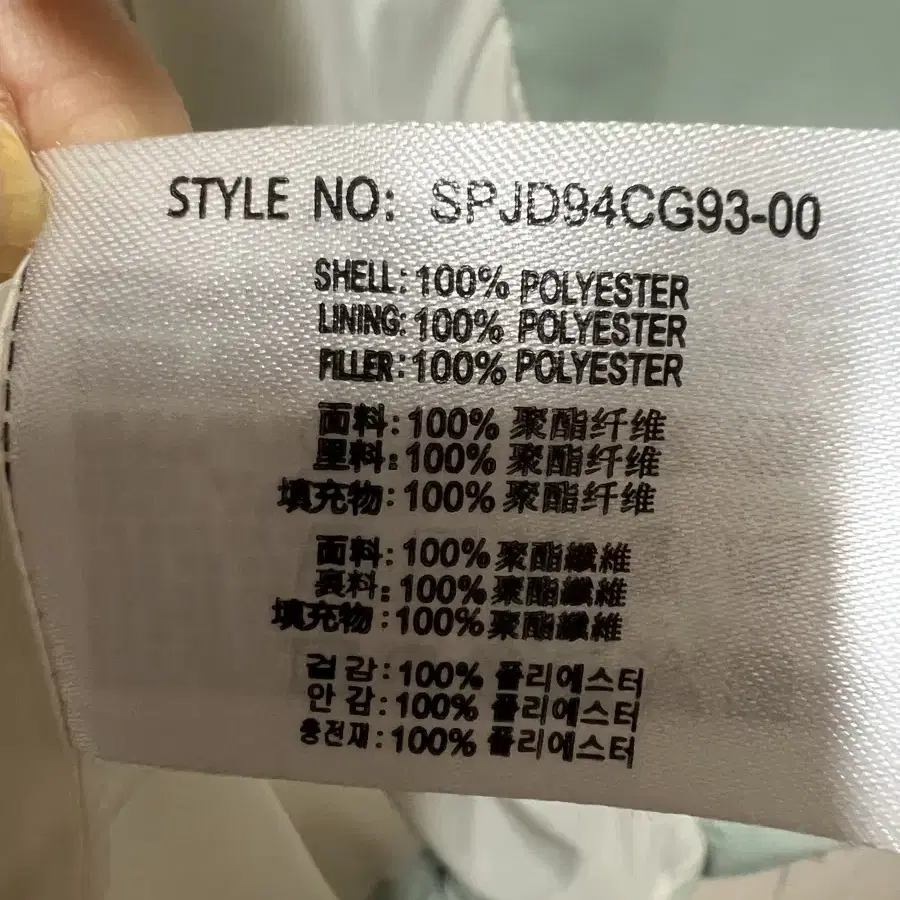 STYLE NO: SPJD94CG93-00
SHELL: 100% POLYESTER
LINING: 100% POLYESTER
FILLER: 100% POLYESTER
面料: 100% 聚酯纤维
里料: 100% 聚酯纤维
填充物: 100% 聚酯纤维
面料: 100% 聚酯纖維
裏料: 100% 聚酯纖維
填充物: 100% 聚酯纖維
겉 감: 100% 폴리에스터
안 감: 100% 폴리에스터
충전재: 100% 폴리에스터